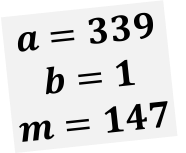 a = 339
b = 1
m = 147